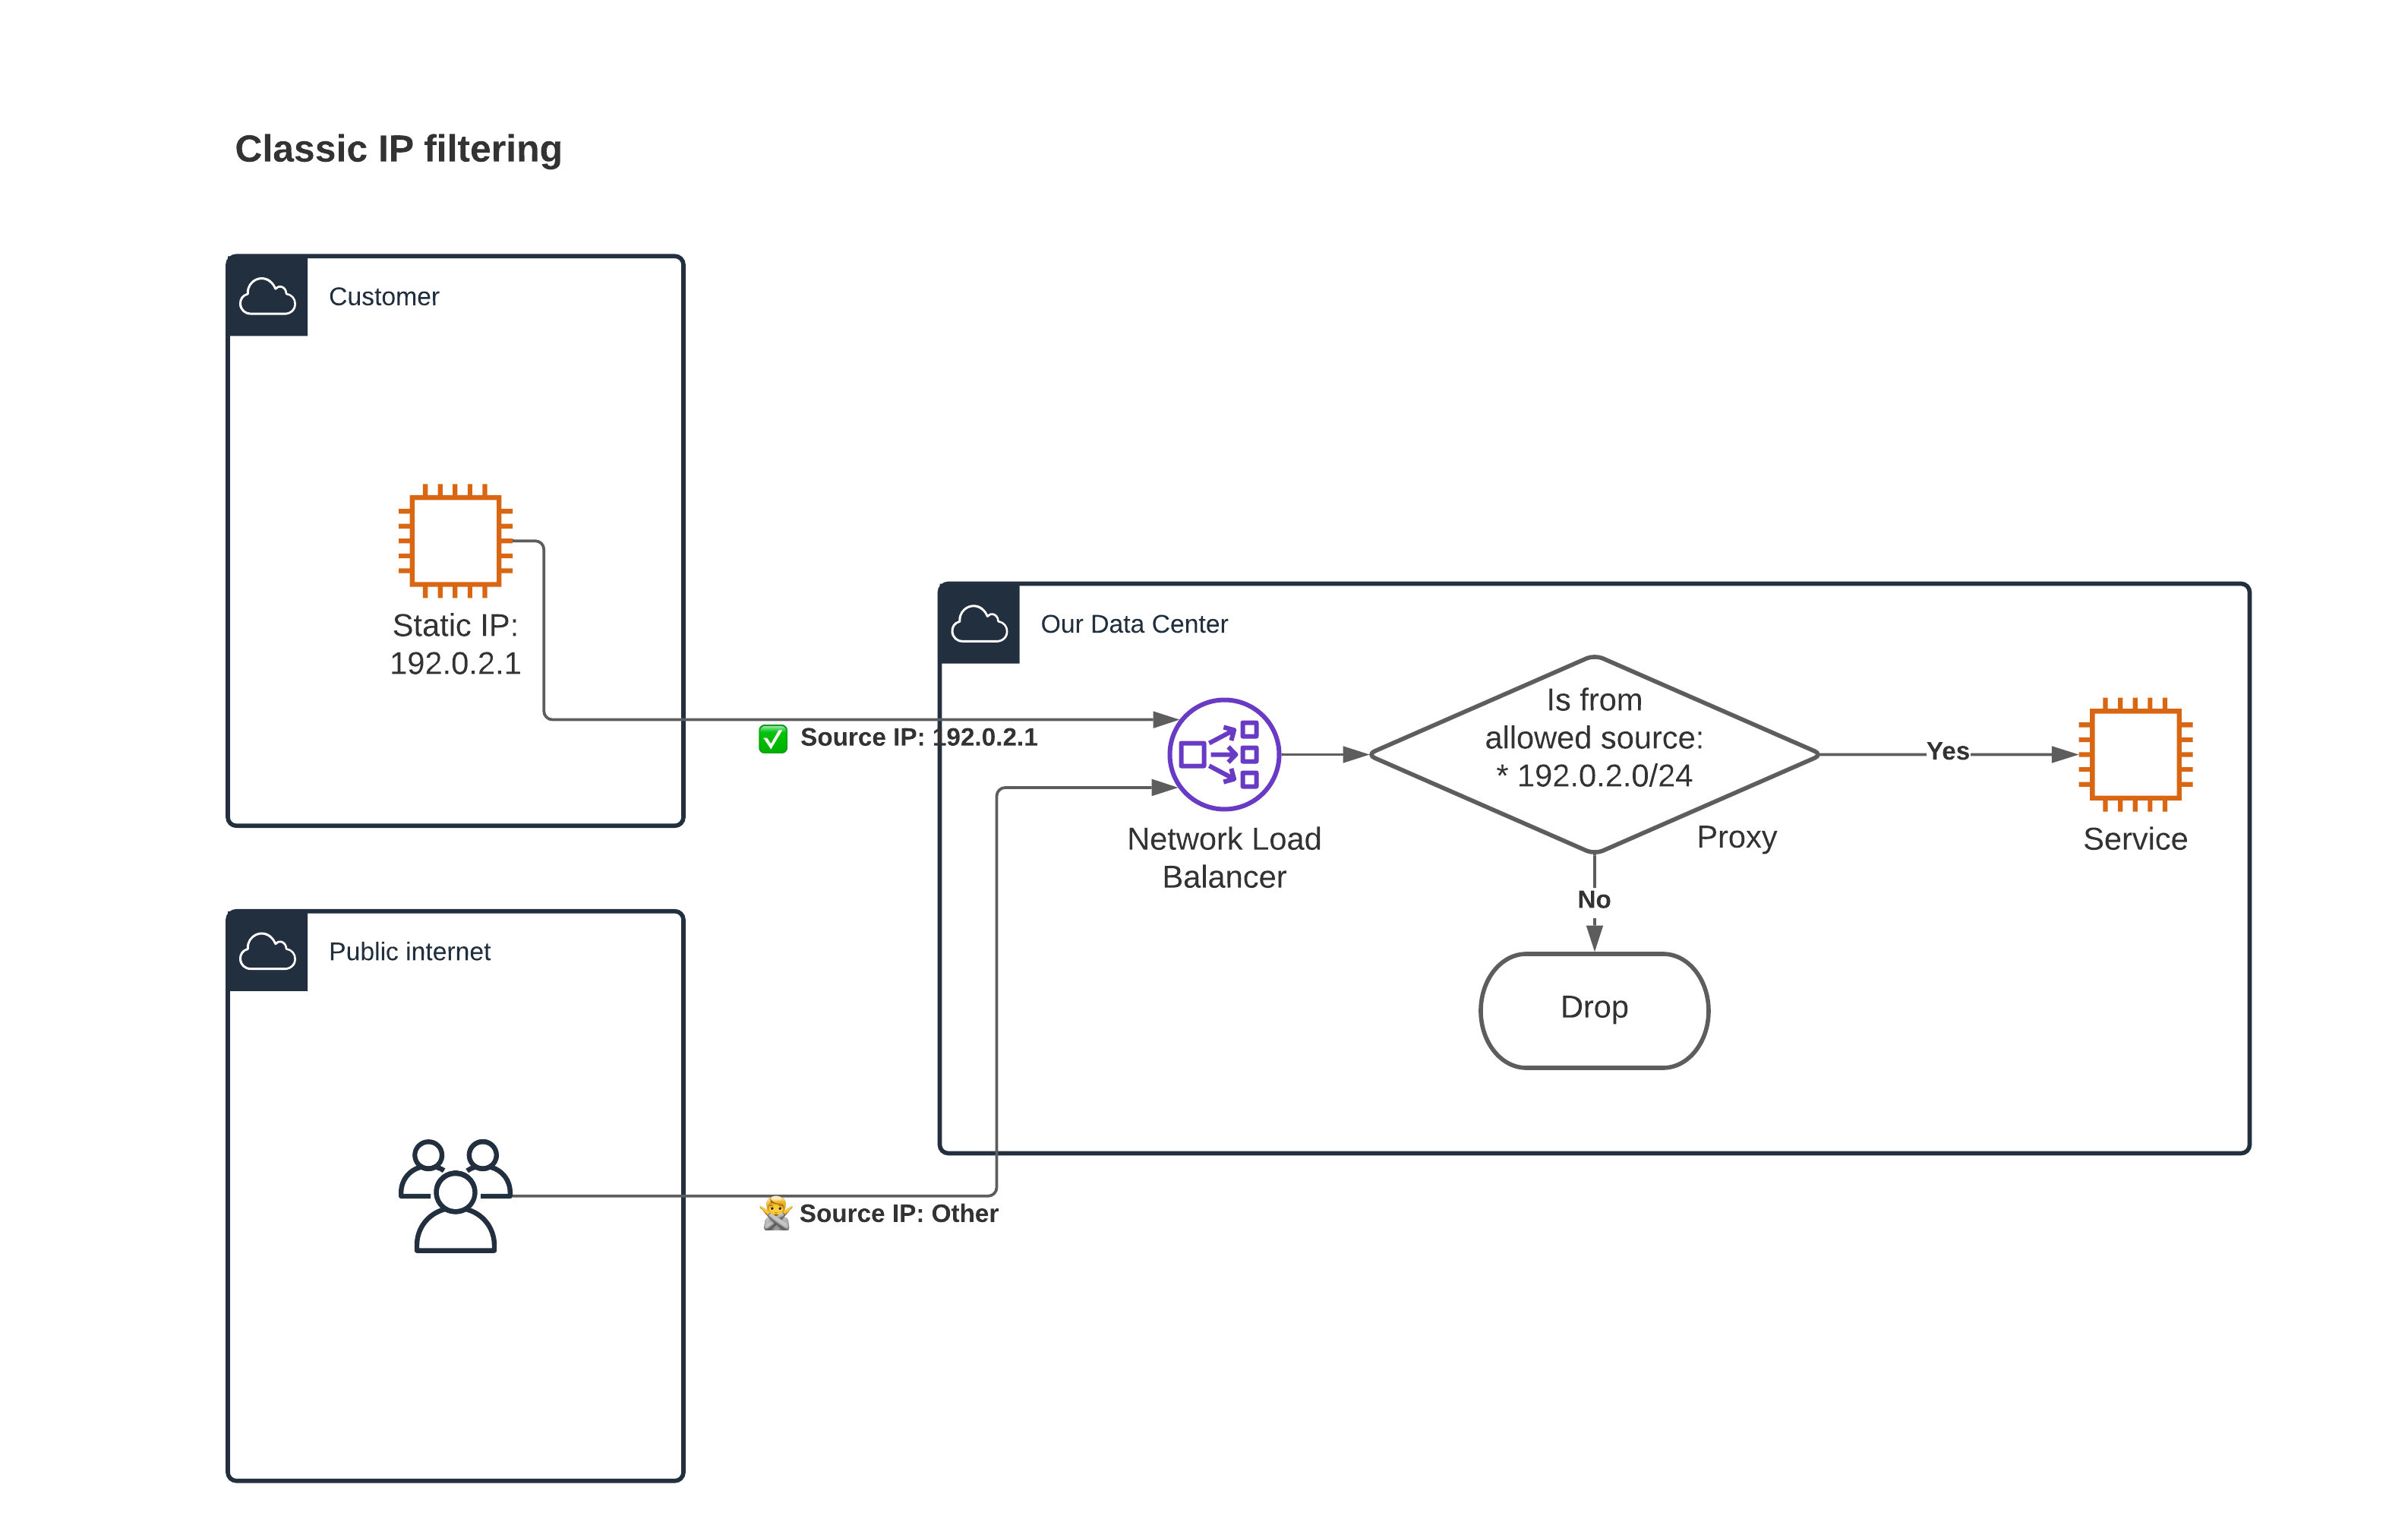 Classic IP filtering
Customer
Static IP:
192.0.2.1
✅ Source IP: 192.0.2.1
Our Data Center
Network Load
Balancer
Is from
allowed source:
* 192.0.2.0/24
Proxy
Yes
Service
No
Drop
Public internet
🙅 Source IP: Other